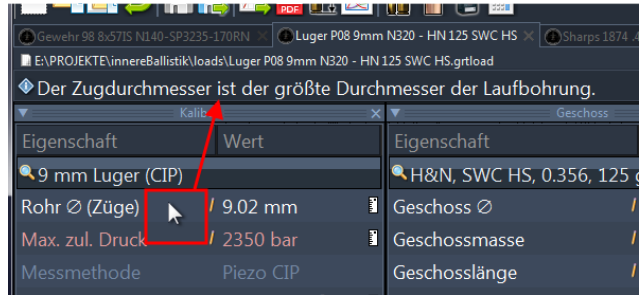 PDF
Gewehr 98 8x57IS N140-SP3235-170RN
Luger P08 9mm N320 - HN 125 SWC HS
Sharps 1874 .4
E:\PROJEKTE\innereBallistik\loads\Luger P08 9mm N320 - HN 125 SWC HS.grtload
Der Zugdurchmesser ist der größte Durchmesser der Laufbohrung.
Geschoss
Eigenschaft Wert Eigenschaft
9 mm Luger (CIP) H&N, SWC HS, 0.356, 125 g
Rohr ∅ (Züge) 9.02 mm Geschoss ∅
Max. zul. Druck 2350 bar Geschossmasse
Messmethode Piezo CIP Geschosslänge